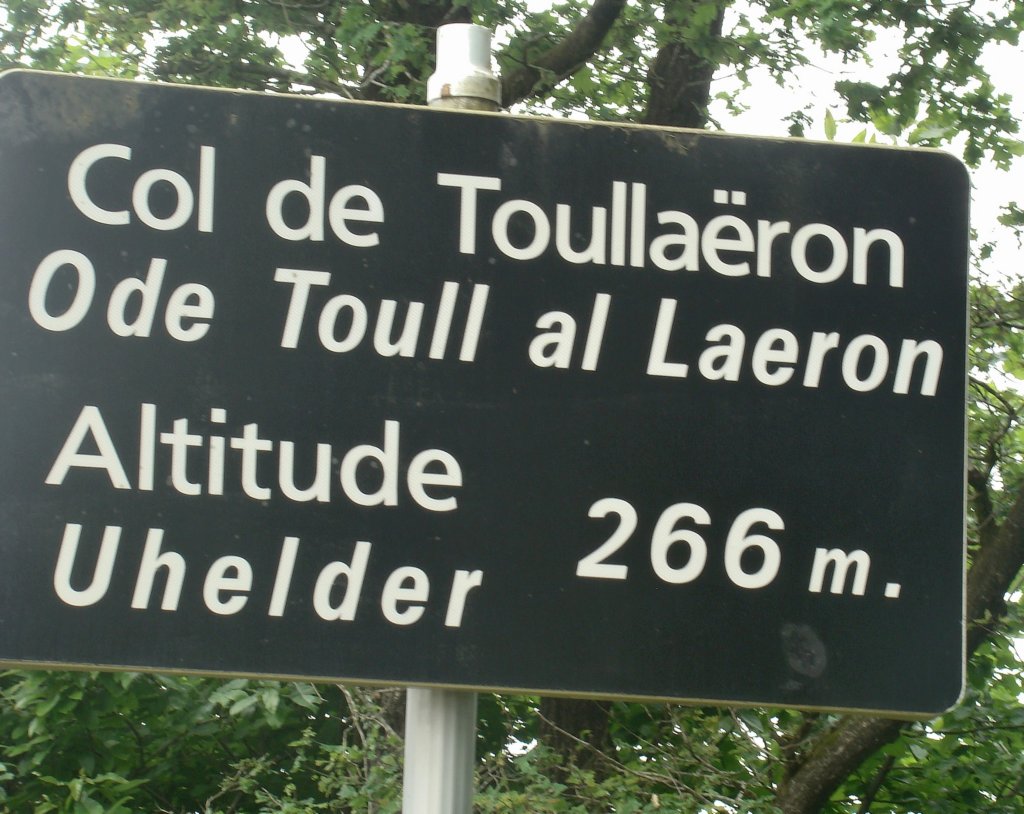 Col de Toullaëron
Ode Toull al Laeron
Altitude
Uhelder 266 m.